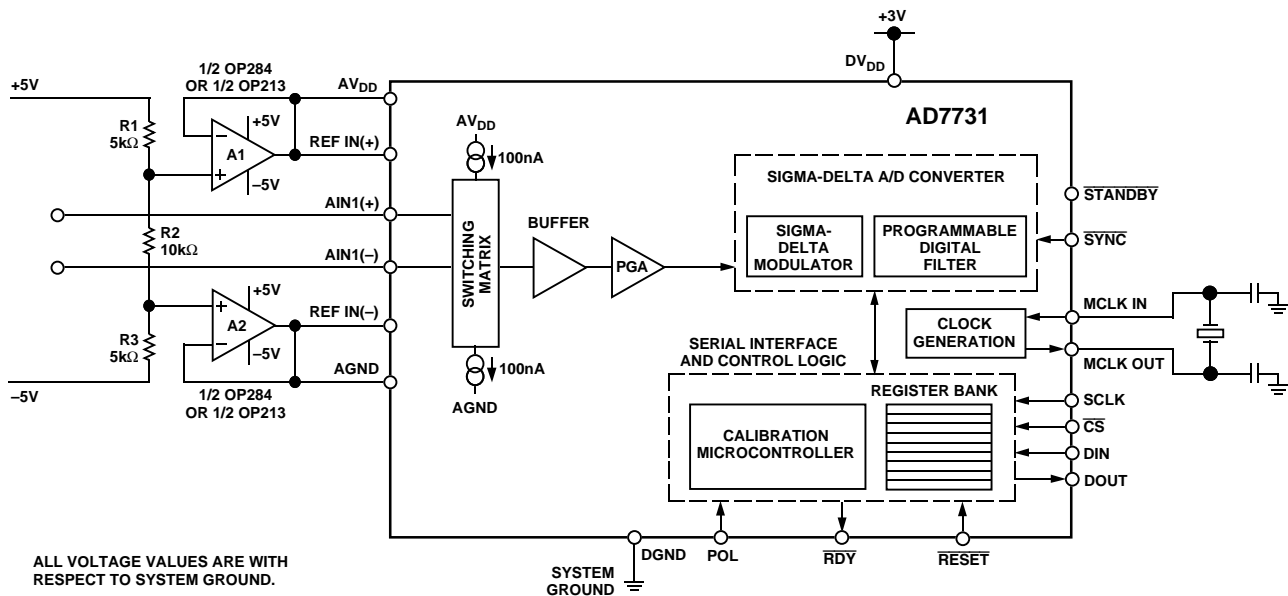 +3V
DVDD
1/2 OP284
OR 1/2 OP213
AVDD
+5V
R1
5kΩ
+5V
−
A1
+
–5V
REF IN(+)
AVDD
100nA
AD7731
SIGMA-DELTA A/D CONVERTER
STANDBY
AIN1(+)
R2
10kΩ
AIN1(–)
SWITCHING
MATRIX
BUFFER
PGA
SIGMA-
DELTA
MODULATOR
PROGRAMMABLE
DIGITAL
FILTER
SYNC
+5V
+
A2
−
–5V
REF IN(–)
R3
5kΩ
–5V
AGND
1/2 OP284
OR 1/2 OP213
100nA
AGND
SERIAL INTERFACE
AND CONTROL LOGIC
CLOCK
GENERATION
MCLK IN
MCLK OUT
CALIBRATION
MICROCONTROLLER
REGISTER BANK
SCLK
CS
DIN
DOUT
DGND
POL
RDY
RESET
SYSTEM
GROUND
ALL VOLTAGE VALUES ARE WITH
RESPECT TO SYSTEM GROUND.